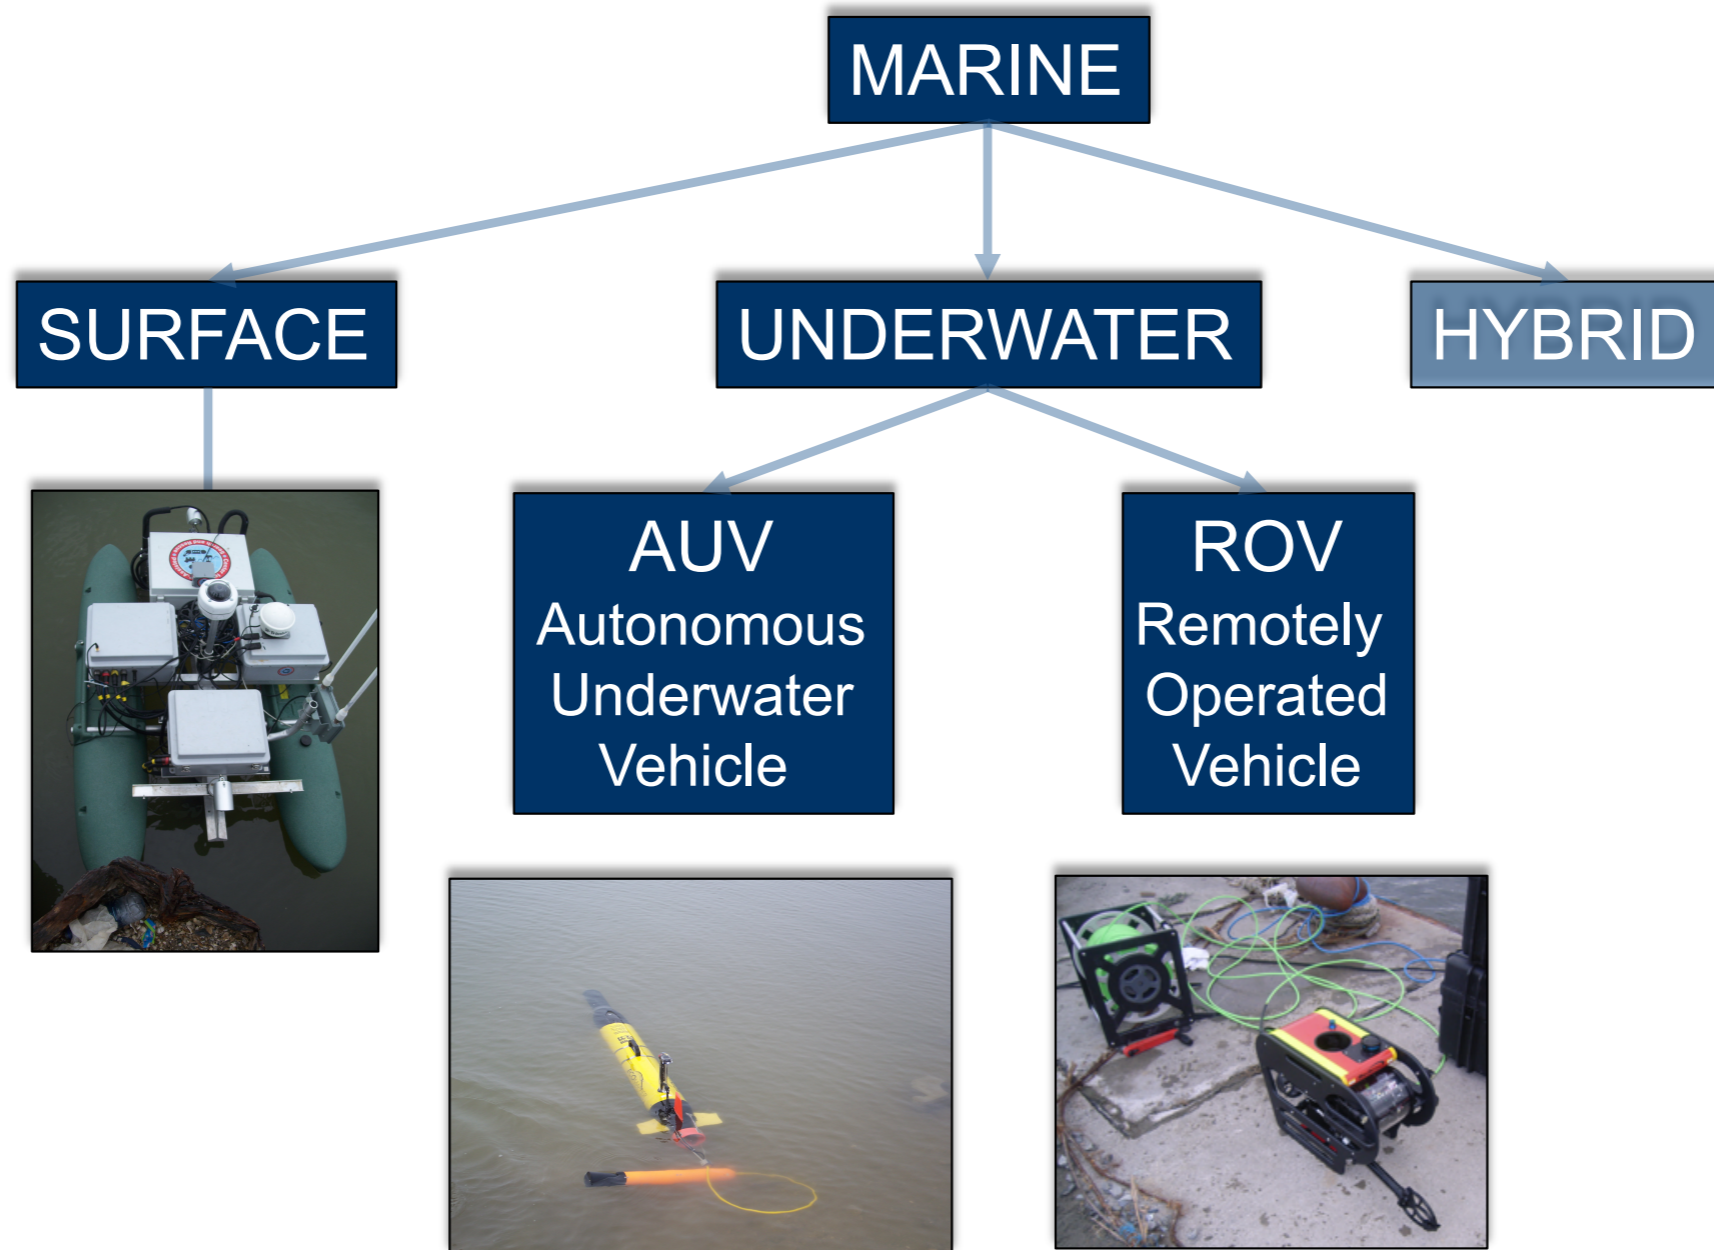 MARINE
SURFACE
UNDERWATER
HYBRID
AUV
Autonomous
Underwater
Vehicle
ROV
Remotely
Operated
Vehicle